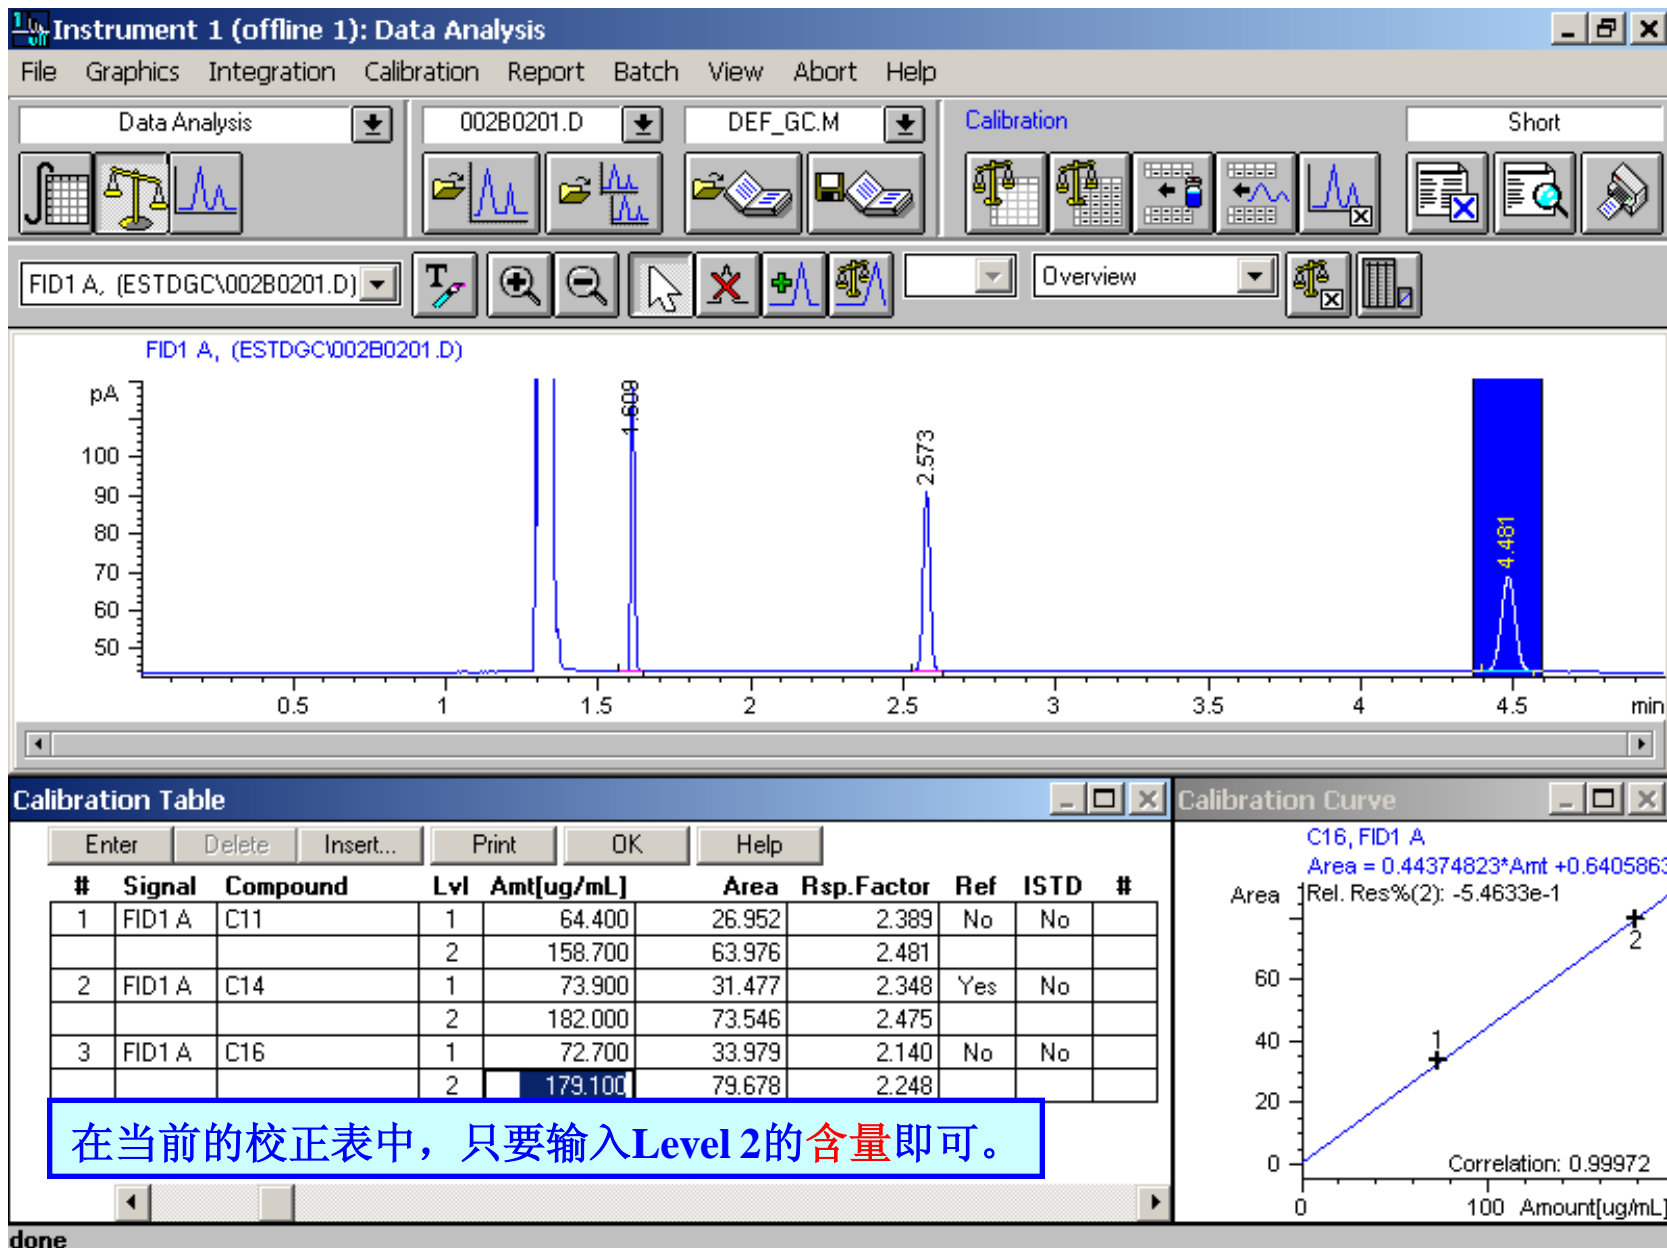 Instrument 1 (offline 1): Data Analysis
File Graphics Integration Calibration Report Batch View Abort Help
Data Analysis 002B0201.D DEF_GC.M Calibration Short
FID1 A, (ESTDGC\002B0201.D) T Overview
FID1 A, (ESTDGC\002B0201.D)
pA
100
90
80
70
60
50
1.609
2.573
4.481
0.5 1 1.5 2 2.5 3 3.5 4 4.5 min
Calibration Table
Enter Delete Insert... Print OK Help
# Signal Compound Lvl Amt[ug/mL] Area Rsp.Factor Ref ISTD #
1 FID1 A C11 1 64.400 26.952 2.389 No No
2 158.700 63.976 2.481
2 FID1 A C14 1 73.900 31.477 2.348 Yes No
2 182.000 73.546 2.475
3 FID1 A C16 1 72.700 33.979 2.140 No No
2 179.100 79.678 2.248
在当前的校正表中，只要输入Level 2的含量即可。
Calibration Curve
C16, FID1 A
Area = 0.44374823*Amt +0.6405863
Rel. Res%(2): -5.4633e-1
Area
60
40
20
0
1
2
Correlation: 0.99972
0 100 Amount[ug/mL]
done